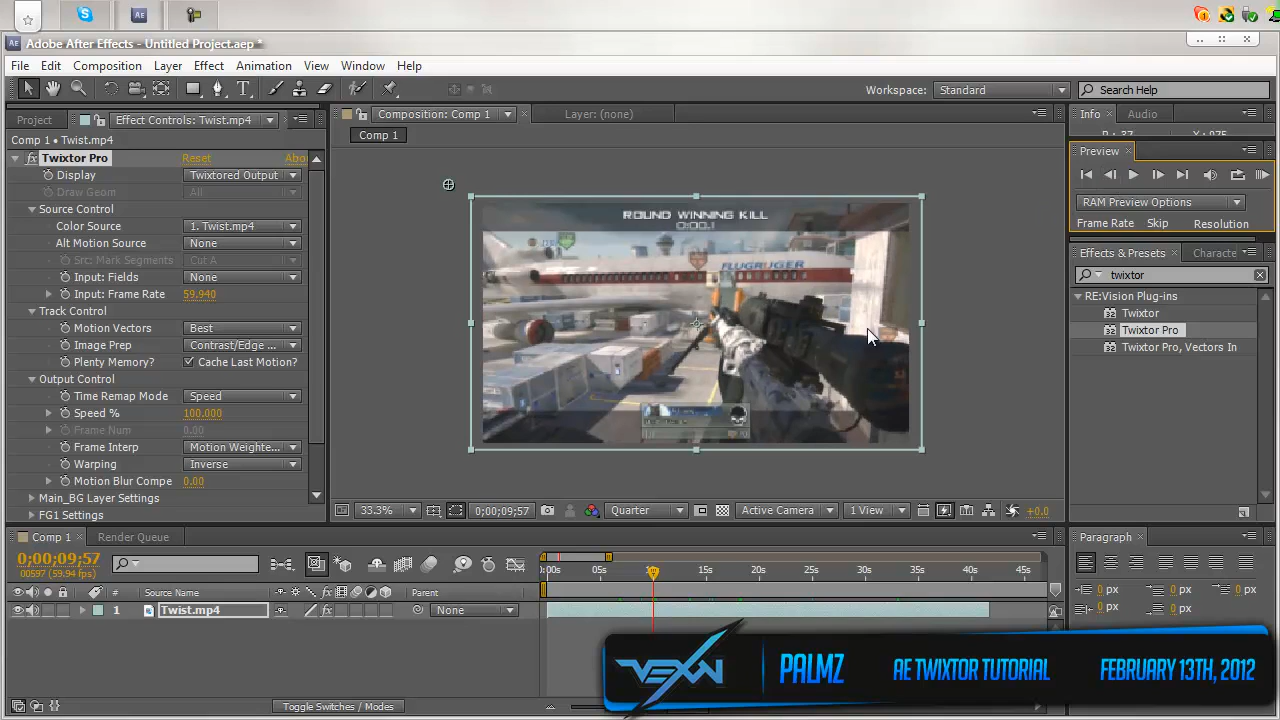 Adobe After Effects - Untitled Project.aep *
File Edit Composition Layer Effect Animation View Window Help
Workspace: Standard Search Help
Project Effect Controls: Twist.mp4
Composition: Comp 1 Layer: (none)
Info Audio
Comp 1 • Twist.mp4
Comp 1
Twixtor Pro Reset Abo
Display Twixtored Output
Draw Geom All
Source Control
Color Source 1. Twist.mp4
Alt Motion Source None
Src: Mark Segments Cut A
Input: Fields None
Input: Frame Rate 59.940
Track Control
Motion Vectors Best
Image Prep Contrast/Edge ...
Plenty Memory? Cache Last Motion?
Output Control
Time Remap Mode Speed
Speed % 100.000
Frame Num 0.00
Frame Interp Motion Weighte...
Warping Inverse
Motion Blur Compe 0.00
Main_BG Layer Settings
FG1 Settings
ROUND WINNING KILL
0:00.1
FLUGRÜGER
Preview
RAM Preview Options
Frame Rate Skip Resolution
Effects & Presets Characte
twixtor
RE:Vision Plug-ins
Twixtor
Twixtor Pro
Twixtor Pro, Vectors In
33.3% 0;00;09;57 Quarter Active Camera 1 View +0.0
Comp 1 Render Queue
0;00;09;57
00597 (59.94 fps)
:00s 05s 10s 15s 20s 25s 30s 35s 40s 45s
# Source Name Parent
1 Twist.mp4 None
Toggle Switches / Modes
Paragraph
0 px 0 px 0 px
0 px 0 px
VEXN PALMZ AE TWIXTOR TUTORIAL FEBRUARY 13TH, 2012